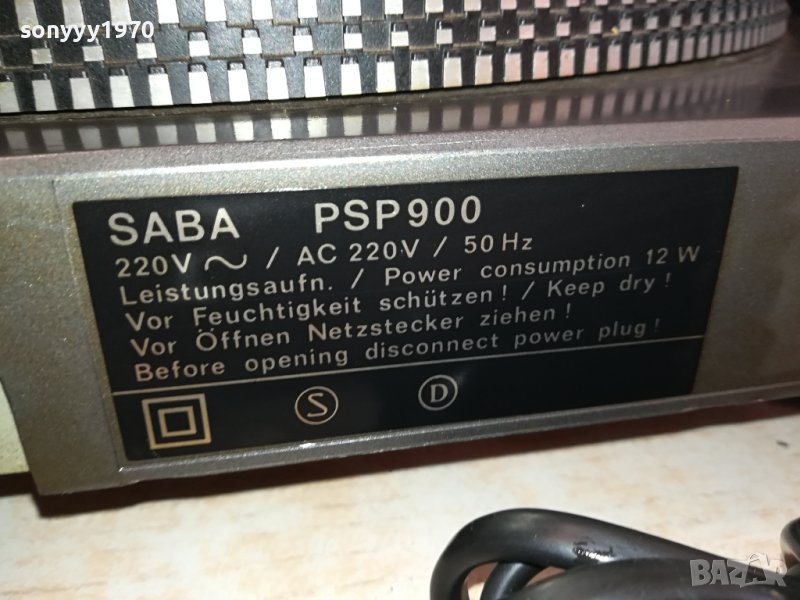 sonyyy1970
SABA PSP900
220V ~ / AC 220V / 50 Hz
Leistungsaufn. / Power consumption 12 W
Vor Feuchtigkeit schützen! / Keep dry!
Vor Öffnen Netzstecker ziehen!
Before opening disconnect power plug!
S D
BAZAR